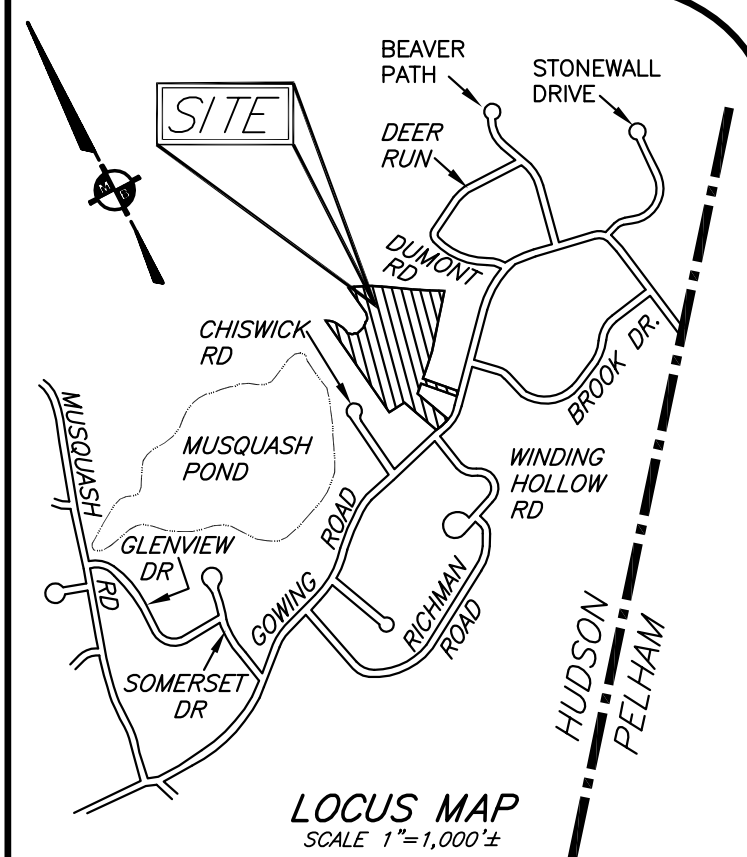 BEAVER
PATH
STONEWALL
DRIVE
SITE
DEER
RUN
M
B
DUMONT
RD
CHISWICK
RD
BROOK DR.
MUSQUASH
RD
MUSQUASH
POND
WINDING
HOLLOW
RD
GLENVIEW
DR
GOWING
ROAD
RICHMAN
ROAD
HUDSON
PELHAM
SOMERSET
DR
LOCUS MAP
SCALE 1"=1,000'±